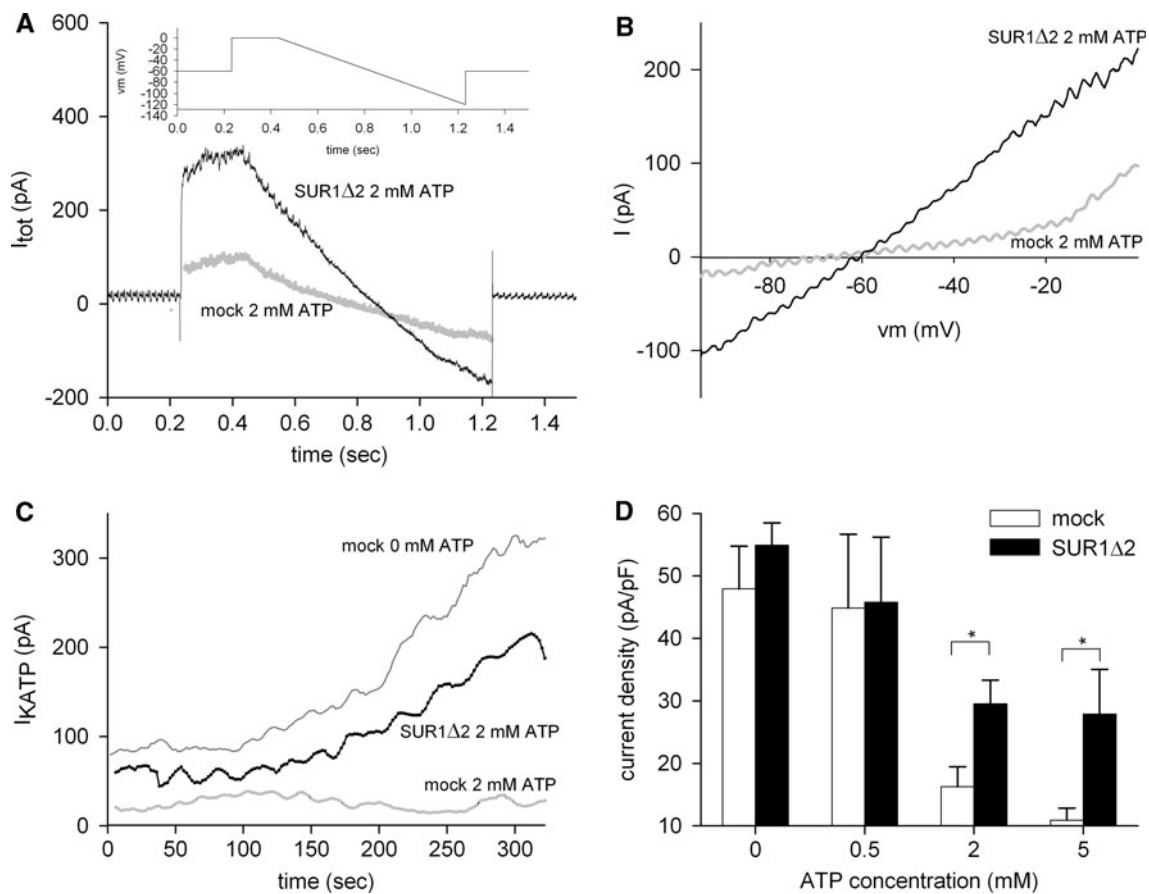 A
600
400
200
0
-200
Itot (pA)
0.0 0.2 0.4 0.6 0.8 1.0 1.2 1.4
time (sec)
0
-20
-40
-60
-80
-100
-120
-140
vm (mV)
0.0 0.2 0.4 0.6 0.8 1.0 1.2 1.4
time (sec)
SUR1Δ2 2 mM ATP
mock 2 mM ATP
B
SUR1Δ2 2 mM ATP
200
100
0
-100
I (pA)
mock 2 mM ATP
-80 -60 -40 -20
vm (mV)
C
300
200
100
0
IKATP (pA)
mock 0 mM ATP
SUR1Δ2 2 mM ATP
mock 2 mM ATP
0 50 100 150 200 250 300
time (sec)
D
60
50
40
30
20
10
current density (pA/pF)
mock
SUR1Δ2
* *
0 0.5 2 5
ATP concentration (mM)